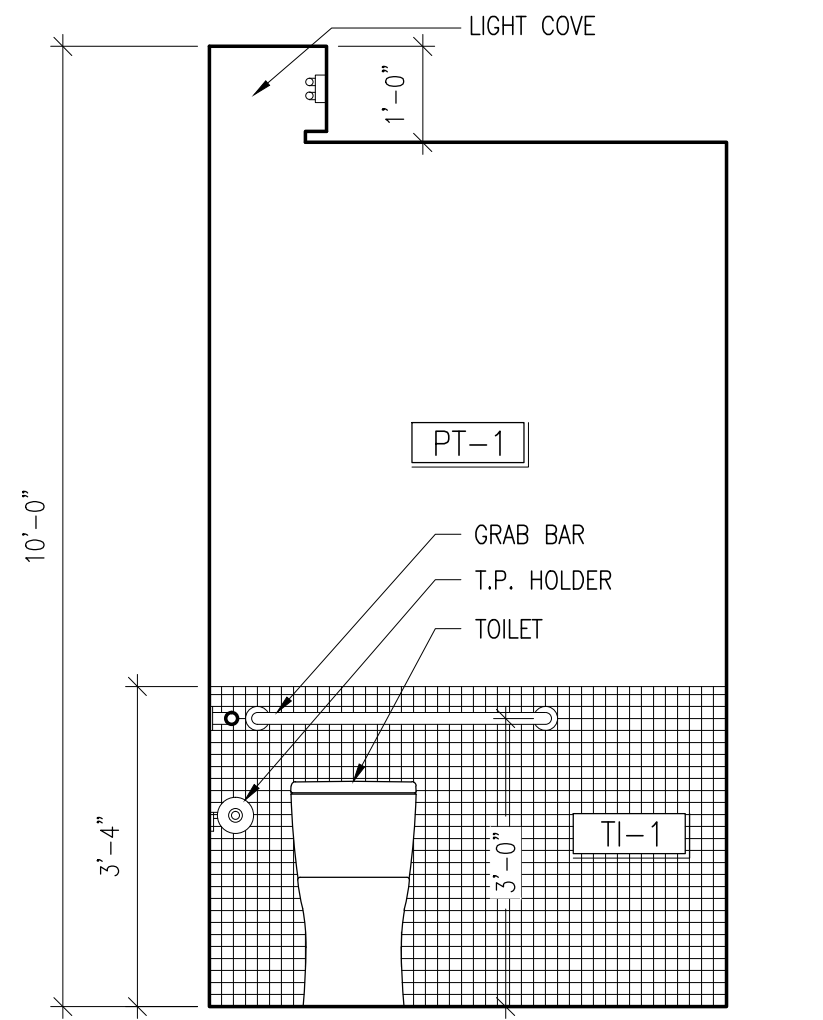 LIGHT COVE
1'-0"
PT-1
10'-0"
GRAB BAR
T.P. HOLDER
TOILET
3'-4"
3'-0"
TI-1